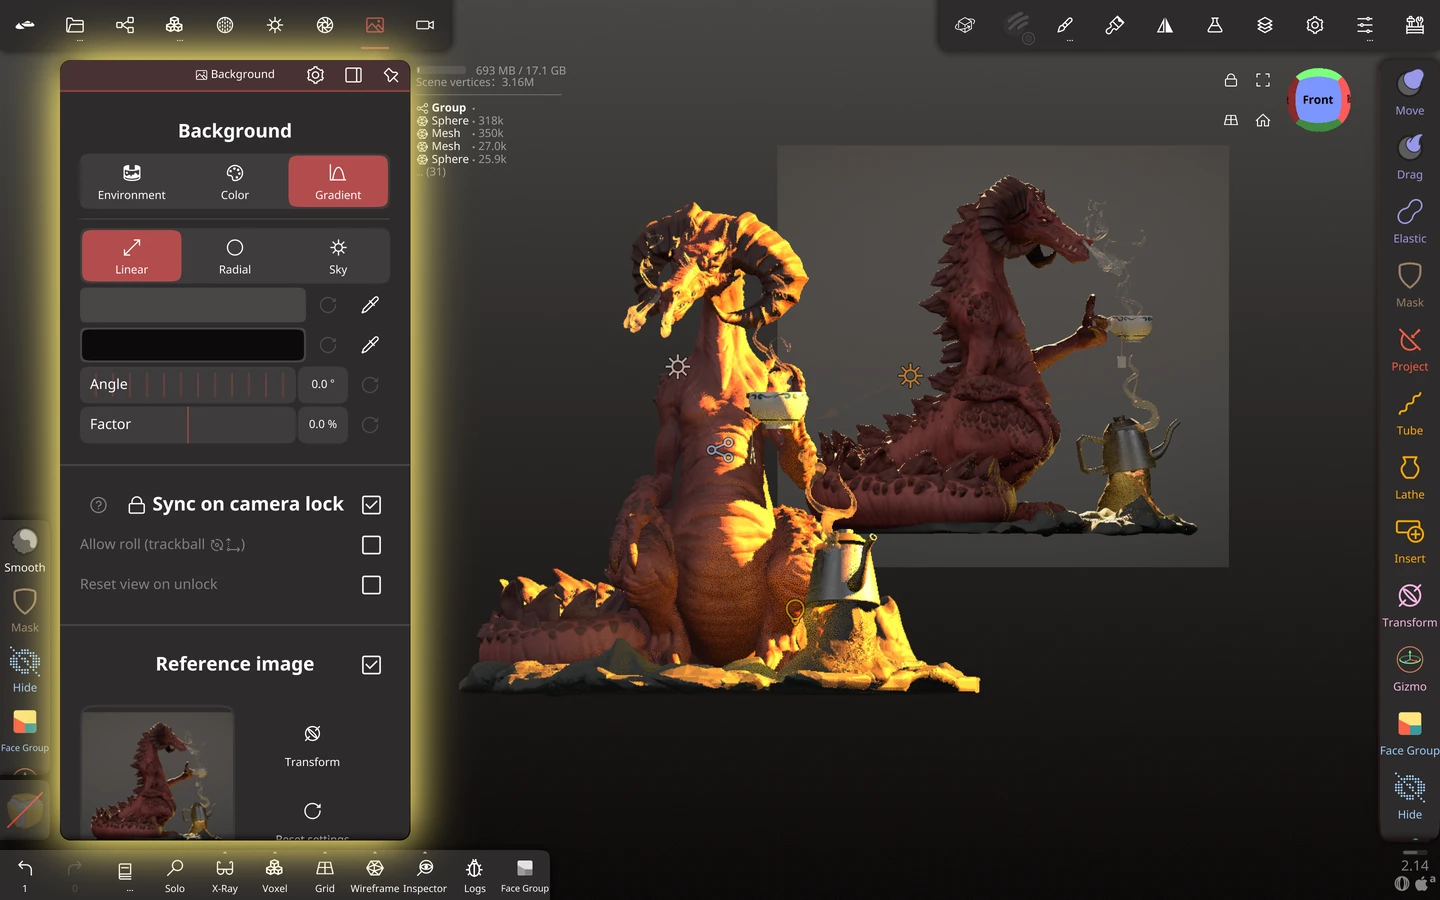 Background
693 MB / 17.1 GB
Scene vertices: 3.16M
Group
Sphere • 318k
Mesh • 350k
Mesh • 27.0k
Sphere • 25.9k
... (31)
Background
Environment
Color
Gradient
Linear
Radial
Sky
Angle
0.0 °
Factor
0.0 %
Sync on camera lock
Allow roll (trackball
)
Reset view on unlock
Reference image
Transform
Reset settings
Smooth
Mask
Hide
Face Group
1
0
...
Solo
X-Ray
Voxel
Grid
Wireframe
Inspector
Logs
Face Group
Front
Move
Drag
Elastic
Mask
Project
Tube
Lathe
Insert
Transform
Gizmo
Face Group
Hide
2.14
a